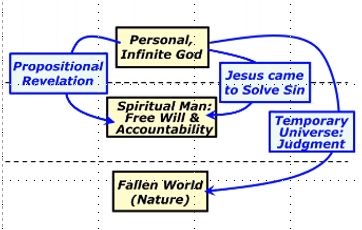 Personal,
Infinite God
Propositional
Revelation
Jesus came
to Solve Sin
Spiritual Man:
Free Will &
Accountability
Temporary
Universe:
Judgment
Fallen World
(Nature)